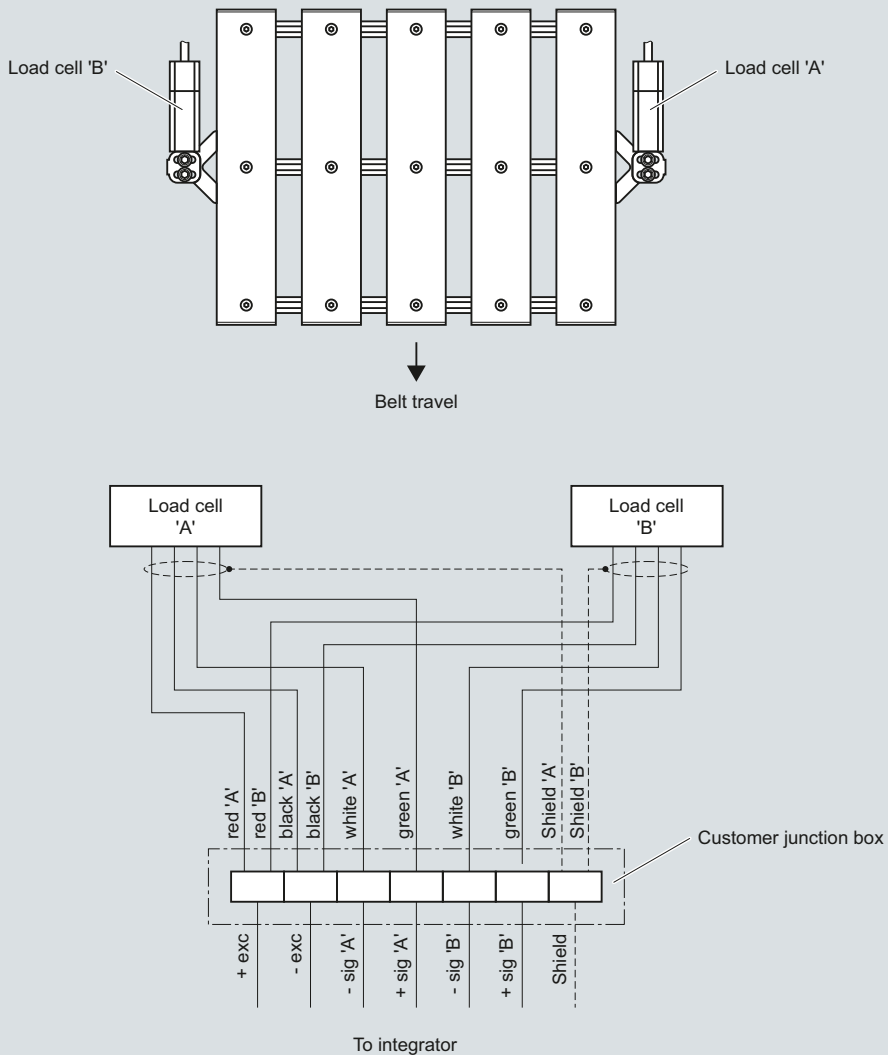 Load cell 'B'
Load cell 'A'
Belt travel
Load cell
'A'
Load cell
'B'
red 'A'
red 'B'
black 'A'
black 'B'
white 'A'
green 'A'
white 'B'
green 'B'
Shield 'A'
Shield 'B'
Customer junction box
+ exc
- exc
- sig 'A'
+ sig 'A'
- sig 'B'
+ sig 'B'
Shield
To integrator